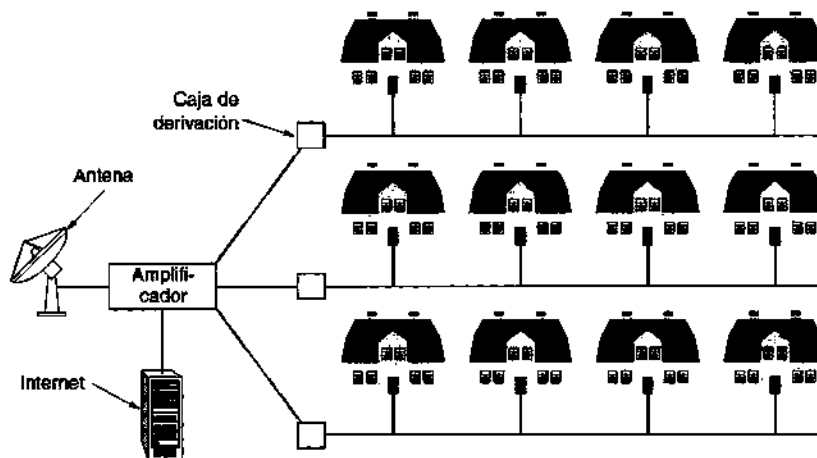 Caja de
derivación
Antena
Amplifi-
cador
Internet